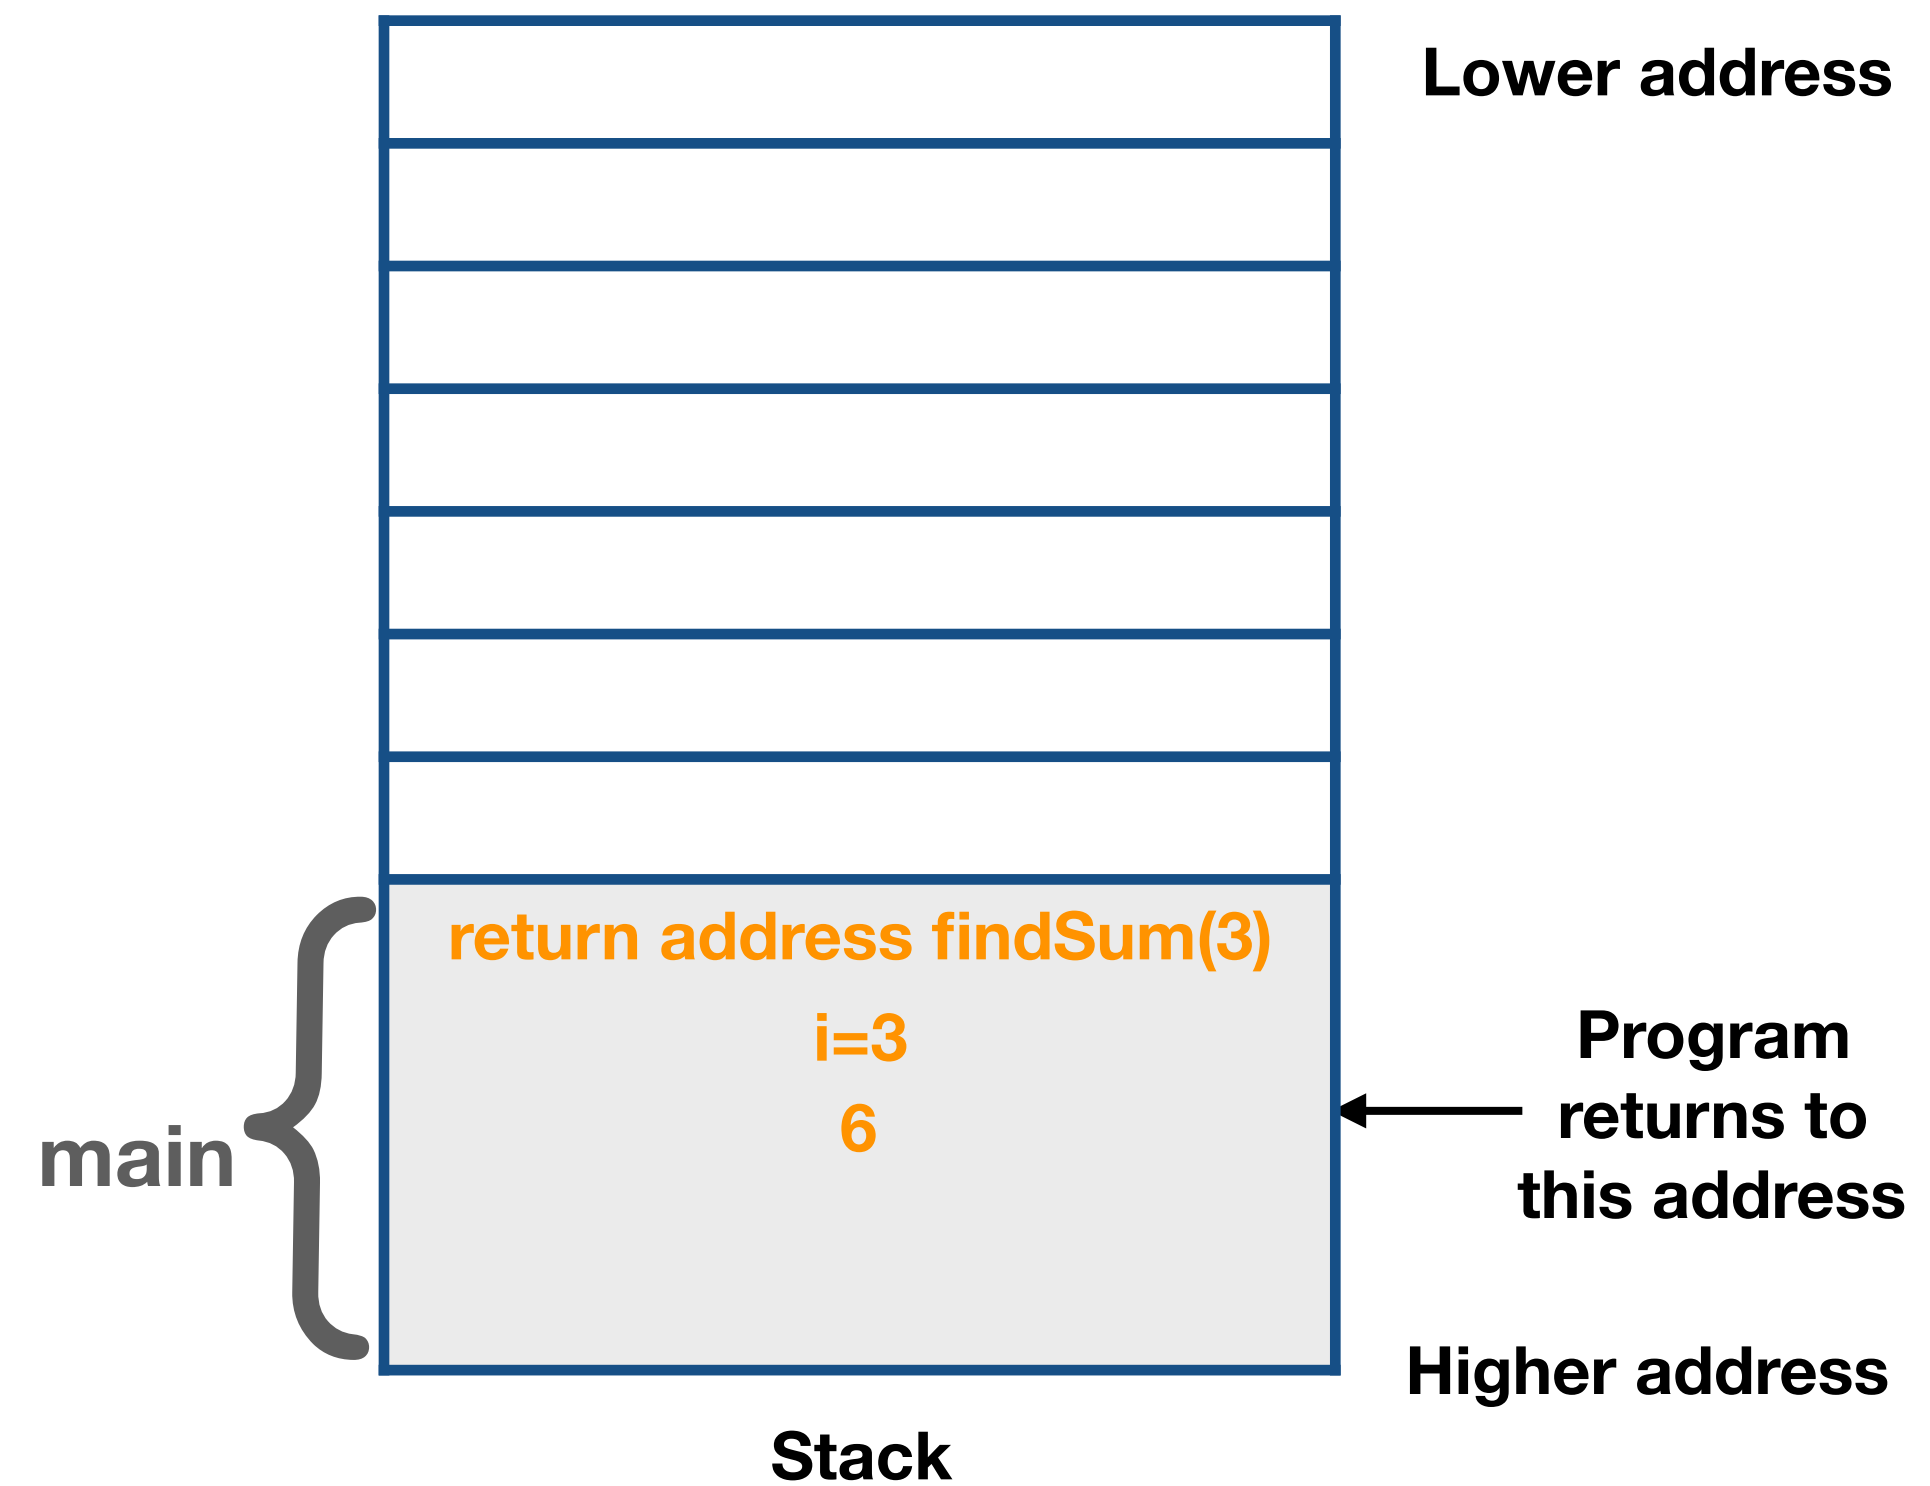 Lower address
return address findSum(3)
i=3
6
main
Program
returns to
this address
Higher address
Stack